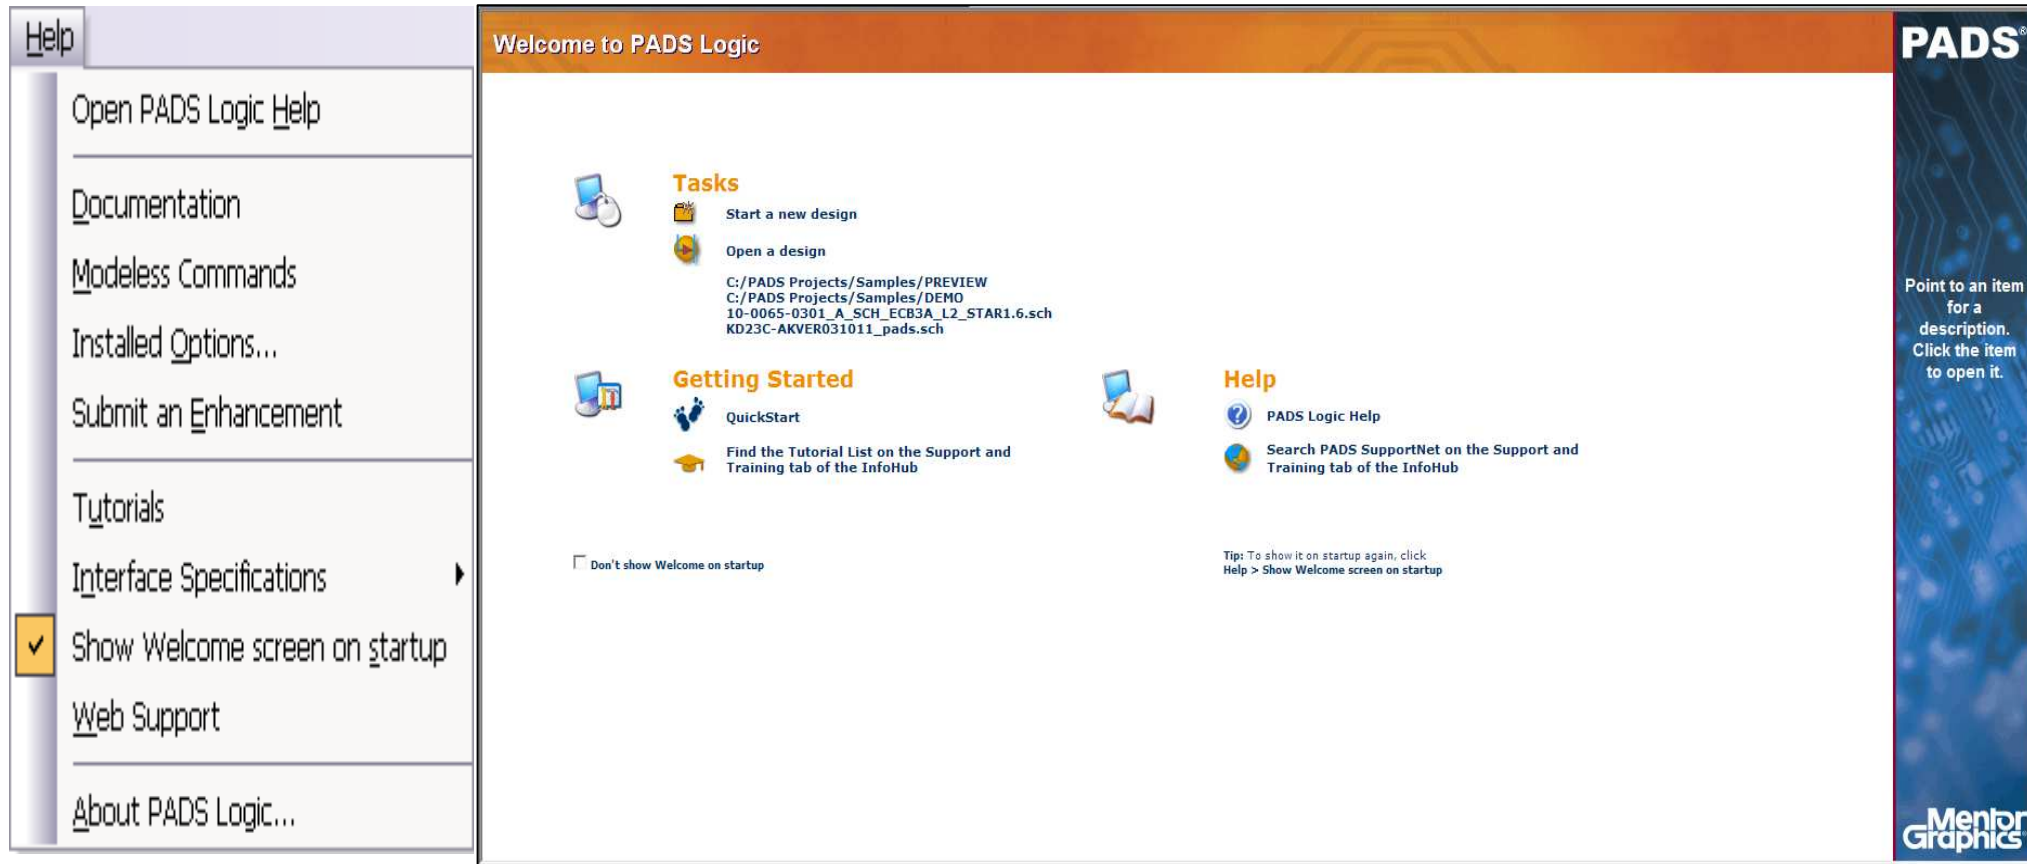 Help
Open PADS Logic Help
Documentation
Modeless Commands
Installed Options...
Submit an Enhancement
Tutorials
Interface Specifications
Show Welcome screen on startup
Web Support
About PADS Logic...
Welcome to PADS Logic
Tasks
Start a new design
Open a design
C:/PADS Projects/Samples/PREVIEW
C:/PADS Projects/Samples/DEMO
10-0065-0301_A_SCH_ECB3A_L2_STAR1.6.sch
KD23C-AKVER031011_pads.sch
Getting Started
QuickStart
Find the Tutorial List on the Support and
Training tab of the InfoHub
Help
PADS Logic Help
Search PADS SupportNet on the Support and
Training tab of the InfoHub
Don't show Welcome on startup
Tip: To show it on startup again, click
Help > Show Welcome screen on startup
PADS®
Point to an item
for a
description.
Click the item
to open it.
Mentor
Graphics